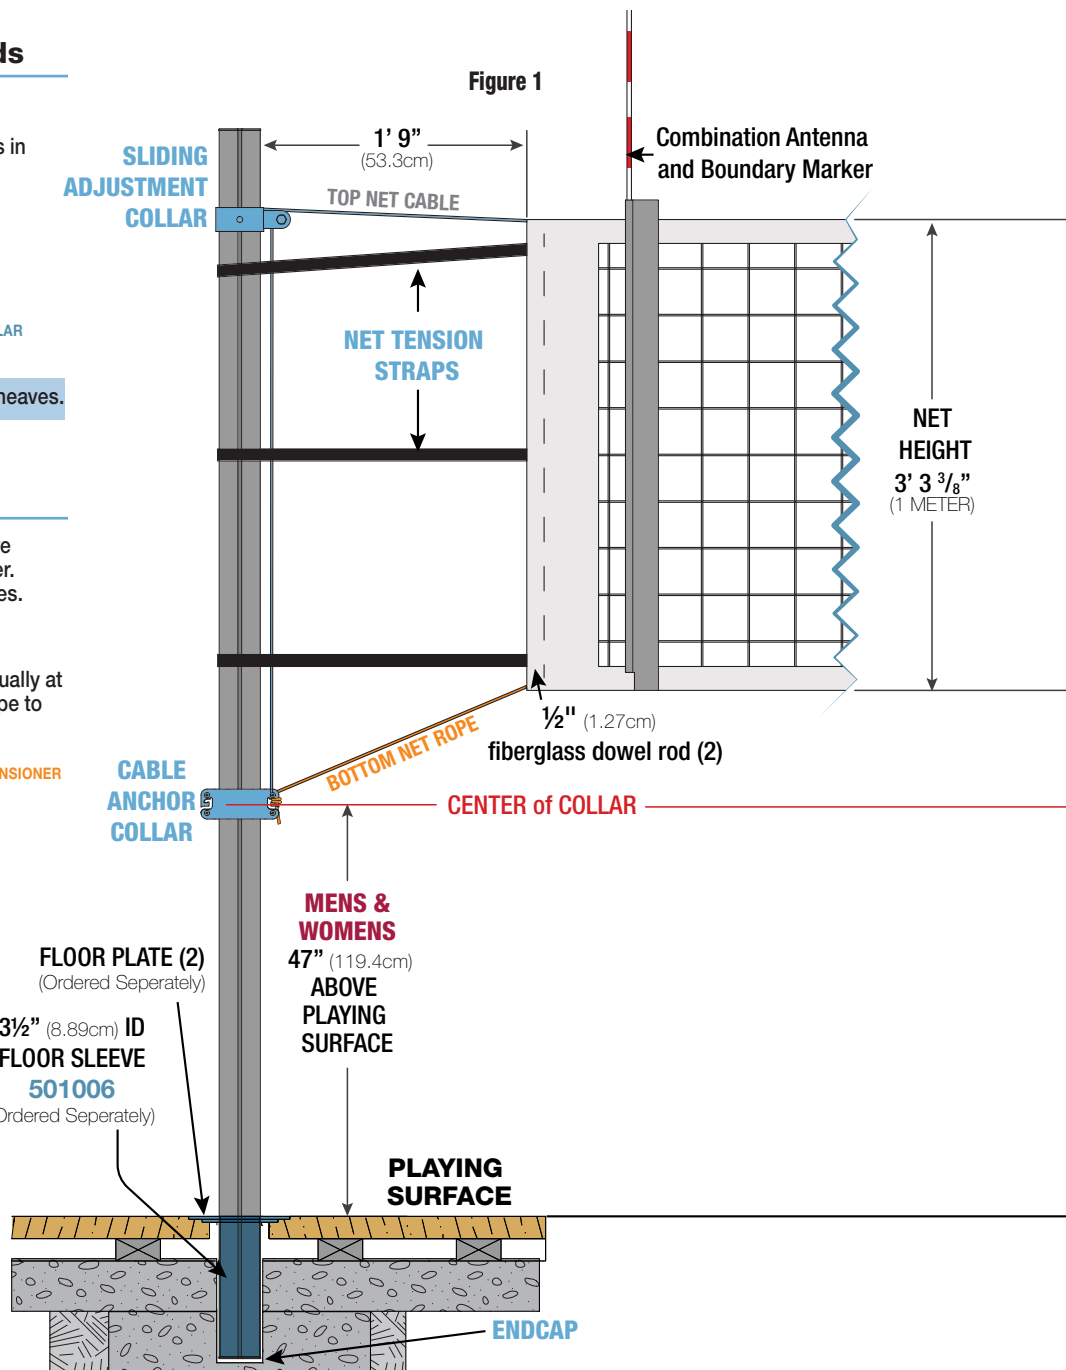 Figure 1
1’ 9”
(53.3cm)
Combination Antenna
and Boundary Marker
SLIDING
ADJUSTMENT
COLLAR
TOP NET CABLE
s in
LAR
NET TENSION
STRAPS
NET
HEIGHT
3’ 3 3/8”
(1 METER)
½" (1.27cm)
fiberglass dowel rod (2)
BOTTOM NET ROPE
CABLE
ANCHOR
COLLAR
CENTER of COLLAR
er.
es.
ually at
pe to
NSIONER
MENS &
WOMENS
47” (119.4cm)
ABOVE
PLAYING
SURFACE
FLOOR PLATE (2)
(Ordered Seperately)
3½” (8.89cm) ID
FLOOR SLEEVE
501006
Ordered Seperately)
PLAYING
SURFACE
ENDCAP